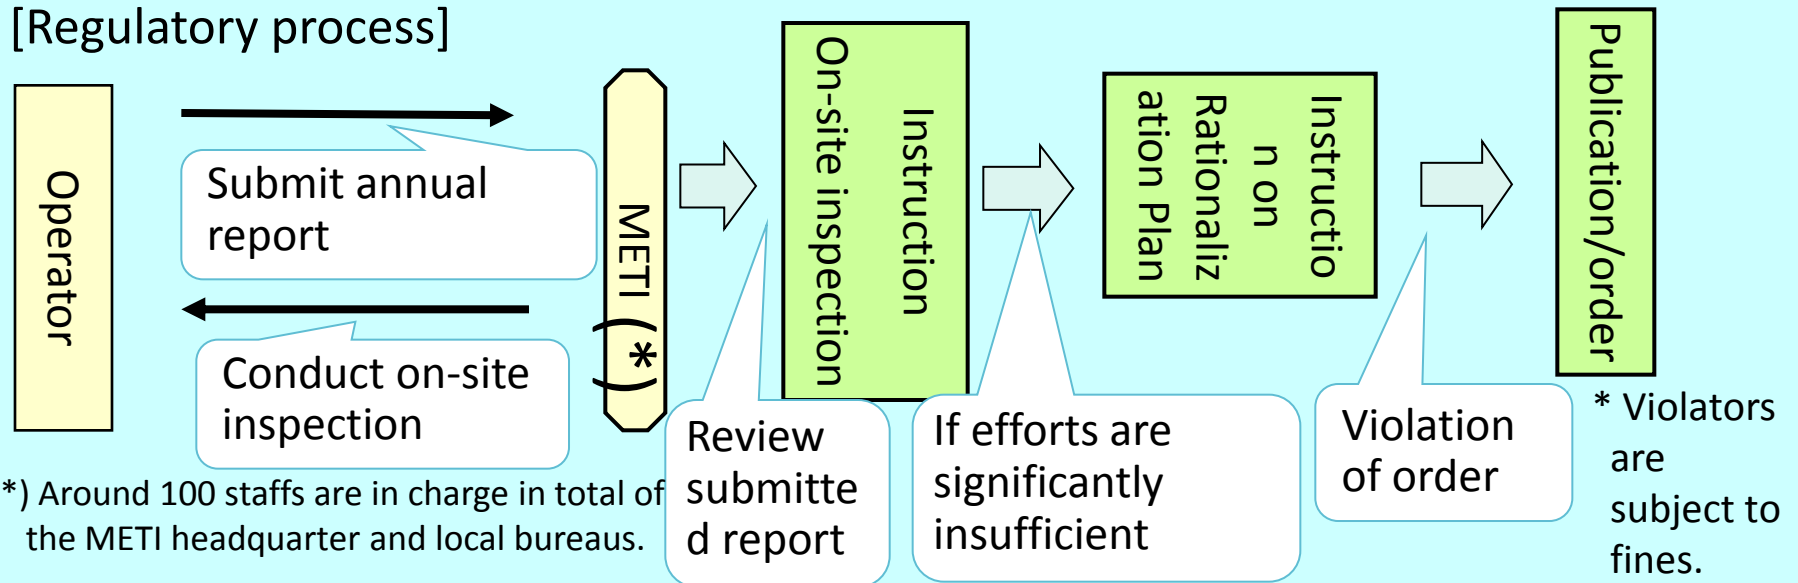 [Regulatory process]
Operator
Submit annual
report
Conduct on-site
inspection
METI (*)
*) Around 100 staffs are in charge in total of
the METI headquarter and local bureaus.
Review
submitte
d report
Instruction
On-site inspection
If efforts are
significantly
insufficient
Instructio
n on
Rationaliz
ation Plan
Violation
of order
Publication/order
* Violators
are
subject to
fines.